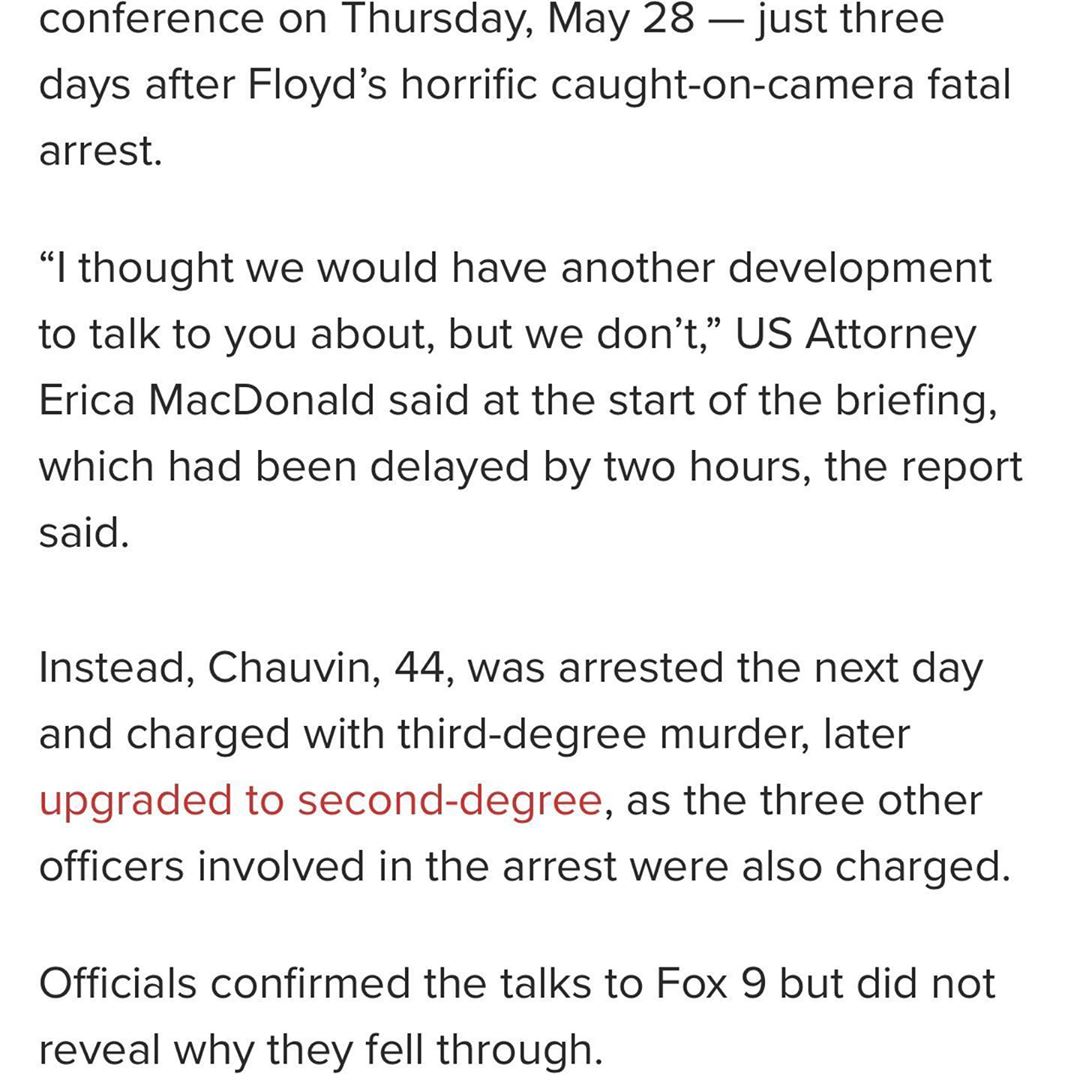 conference on Thursday, May 28 — just three
days after Floyd’s horrific caught-on-camera fatal
arrest.
“I thought we would have another development
to talk to you about, but we don’t,” US Attorney
Erica MacDonald said at the start of the briefing,
which had been delayed by two hours, the report
said.
Instead, Chauvin, 44, was arrested the next day
and charged with third-degree murder, later
upgraded to second-degree, as the three other
officers involved in the arrest were also charged.
Officials confirmed the talks to Fox 9 but did not
reveal why they fell through.